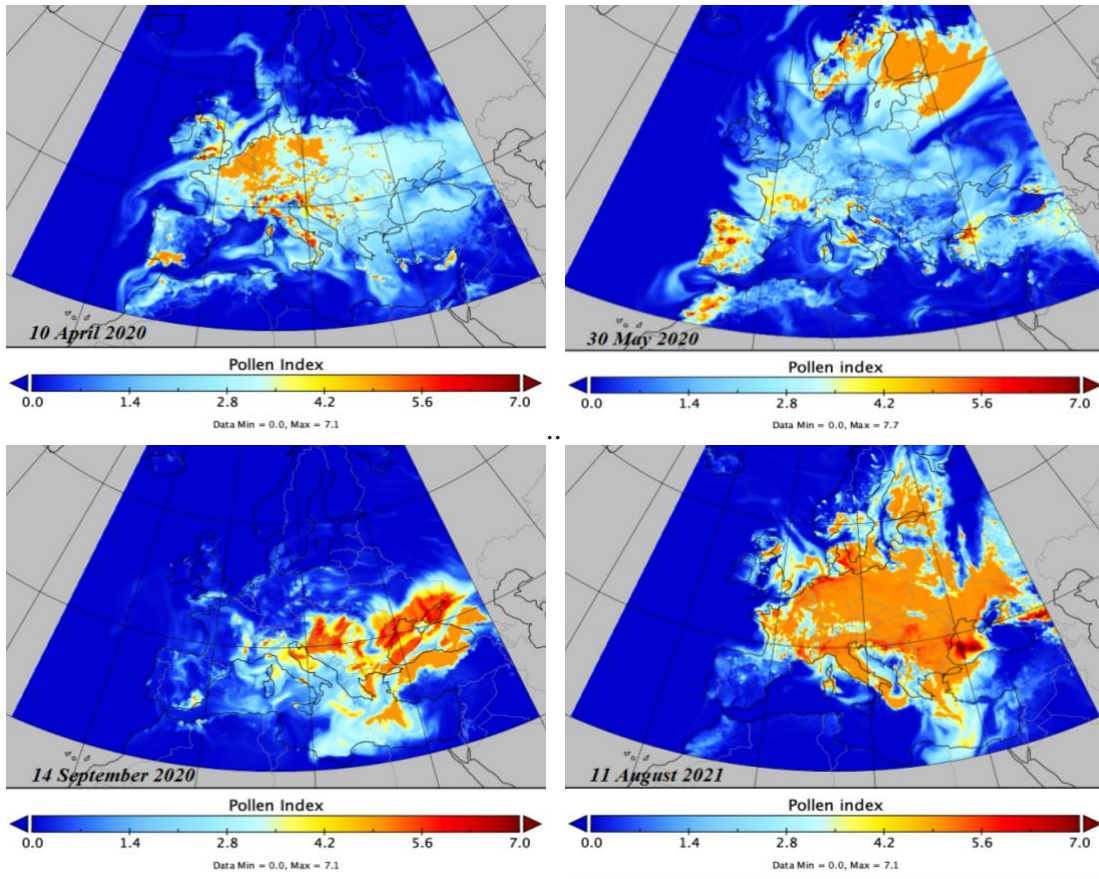 10 April 2020
Pollen Index
0.0 1.4 2.8 4.2 5.6 7.0
Data Min = 0.0, Max = 7.1
30 May 2020
Pollen index
0.0 1.4 2.8 4.2 5.6 7.0
Data Min = 0.0, Max = 7.7
..
14 September 2020
Pollen Index
0.0 1.4 2.8 4.2 5.6 7.0
Data Min = 0.0, Max = 7.1
11 August 2021
Pollen index
0.0 1.4 2.8 4.2 5.6 7.0
Data Min = 0.0, Max = 7.1